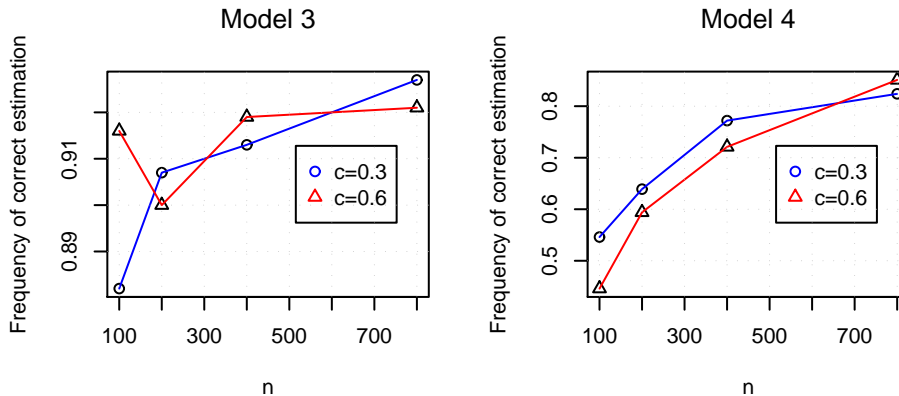 Model 3
Frequency of correct estimation
0.91
0.89
c=0.3
c=0.6
100 300 500 700
n
Model 4
Frequency of correct estimation
0.8
0.7
0.6
0.5
c=0.3
c=0.6
100 300 500 700
n